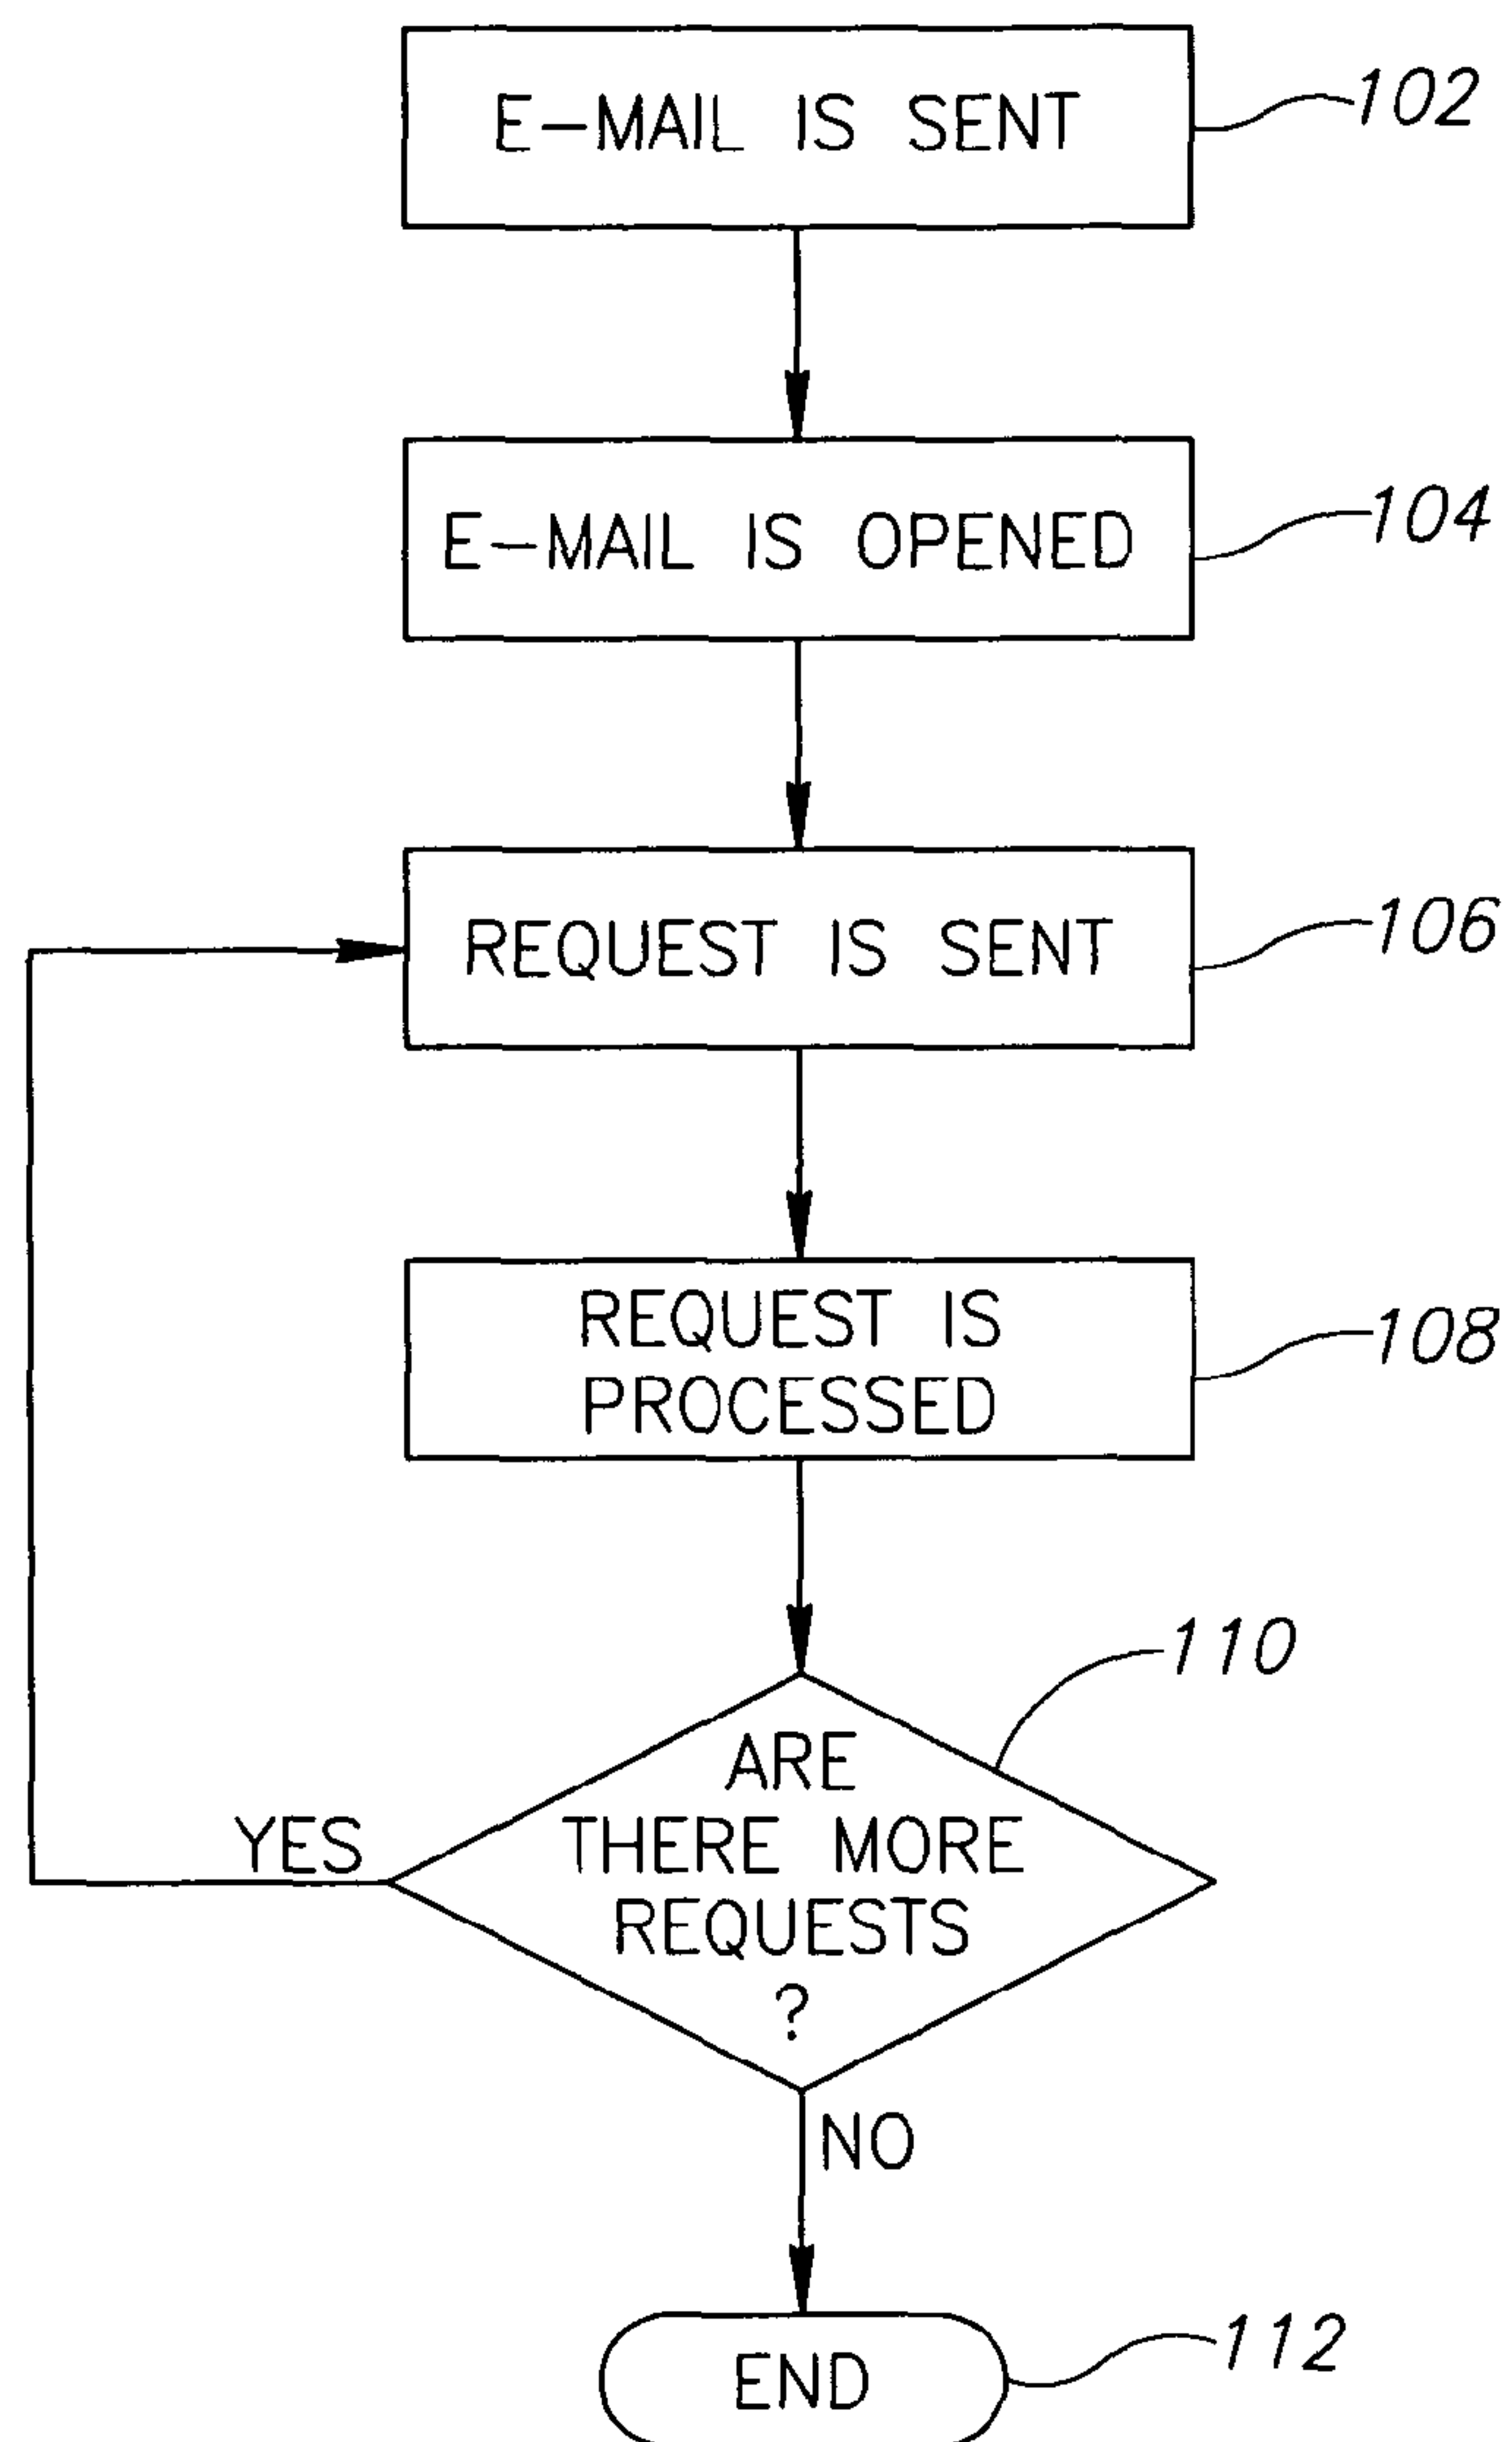 E-MAIL IS SENT
102
E-MAIL IS OPENED
104
REQUEST IS SENT
106
REQUEST IS
PROCESSED
108
110
ARE
THERE MORE
REQUESTS
?
YES
NO
END
112